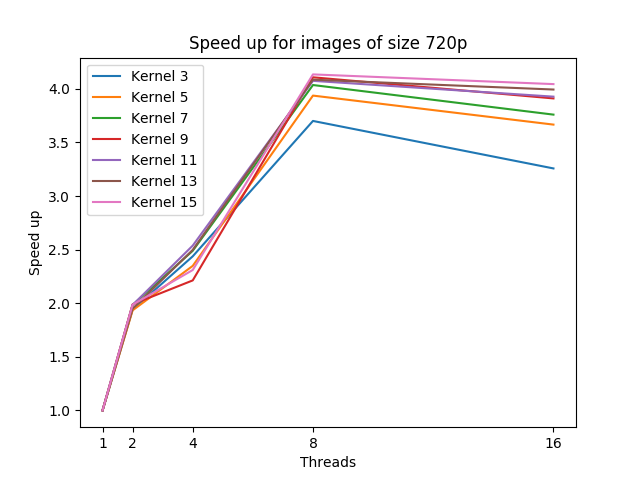 Speed up for images of size 720p
Kernel 3
Kernel 5
Kernel 7
Kernel 9
Kernel 11
Kernel 13
Kernel 15
Speed up
4.0
3.5
3.0
2.5
2.0
1.5
1.0
1 2 4 8 16
Threads